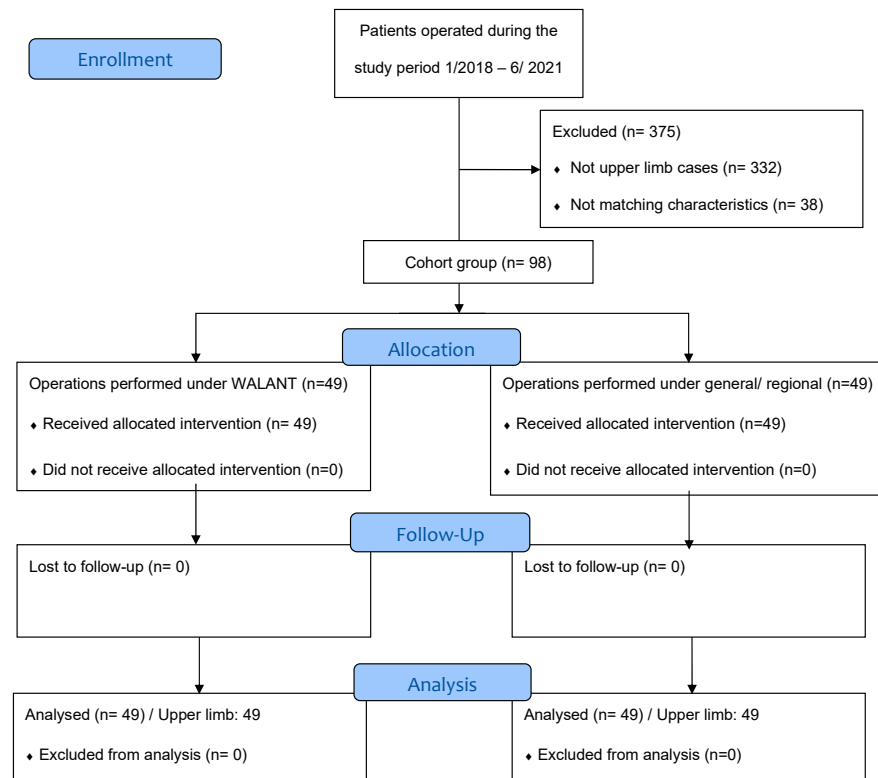 Enrollment
Patients operated during the
study period 1/2018 – 6/ 2021
Excluded (n= 375)
♦ Not upper limb cases (n= 332)
♦ Not matching characteristics (n= 38)
Cohort group (n= 98)
Allocation
Operations performed under WALANT (n=49)
♦ Received allocated intervention (n= 49)
♦ Did not receive allocated intervention (n=0)
Operations performed under general/ regional (n=49)
♦ Received allocated intervention (n=49)
♦ Did not receive allocated intervention (n=0)
Follow-Up
Lost to follow-up (n= 0)
Lost to follow-up (n= 0)
Analysis
Analysed (n= 49) / Upper limb: 49
♦ Excluded from analysis (n= 0)
Analysed (n= 49) / Upper limb: 49
♦ Excluded from analysis (n=0)